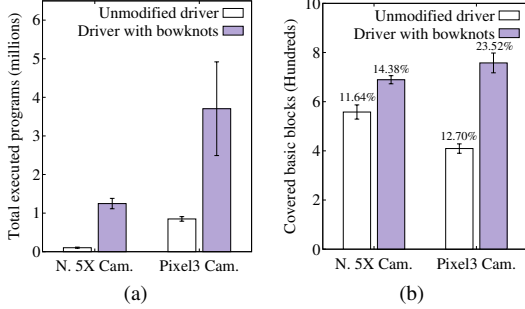 Total executed programs (millions)
Unmodified driver
Driver with bowknots
6
5
4
3
2
1
0
N. 5X Cam. Pixel3 Cam.
(a)
Covered basic blocks (Hundreds)
Unmodified driver
Driver with bowknots
10
8
6
4
2
0
11.64% 14.38% 12.70% 23.52%
N. 5X Cam. Pixel3 Cam.
(b)